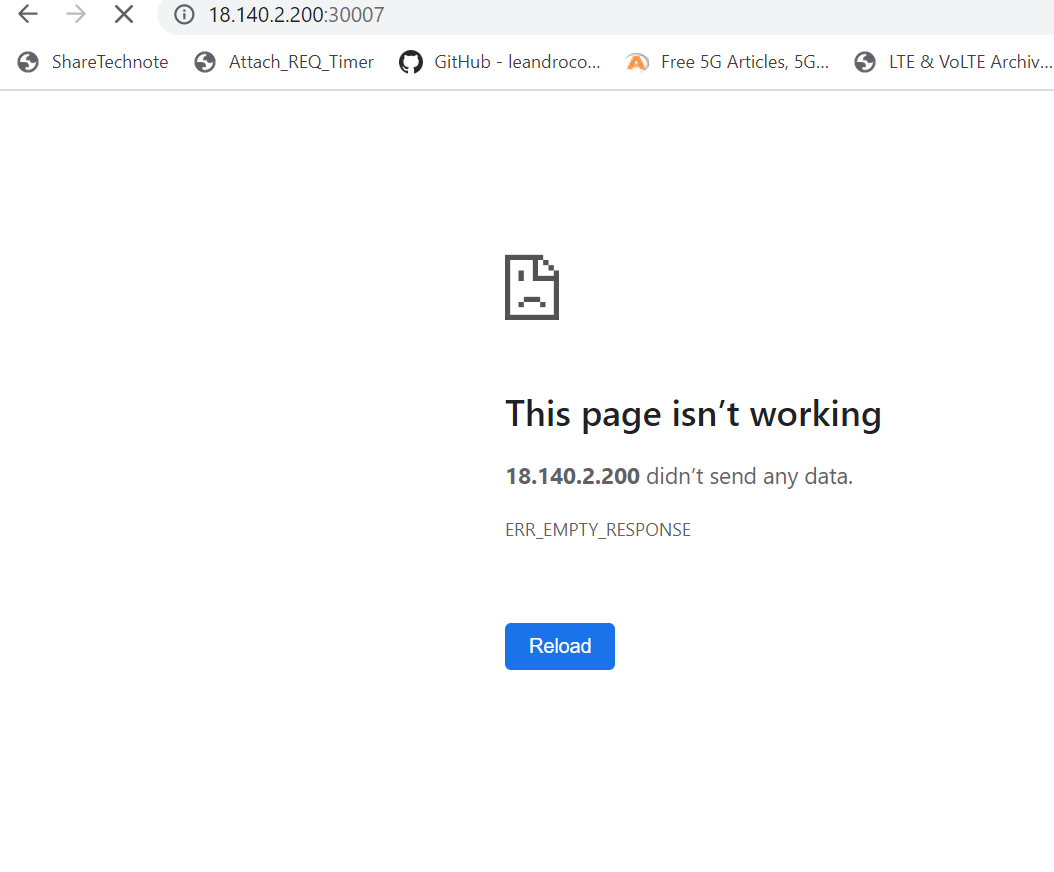 18.140.2.200:30007
ShareTechnote Attach_REQ_Timer GitHub - leandroco... Free 5G Articles, 5G... LTE & VoLTE Archiv...
This page isn’t working
18.140.2.200 didn’t send any data.
ERR_EMPTY_RESPONSE
Reload